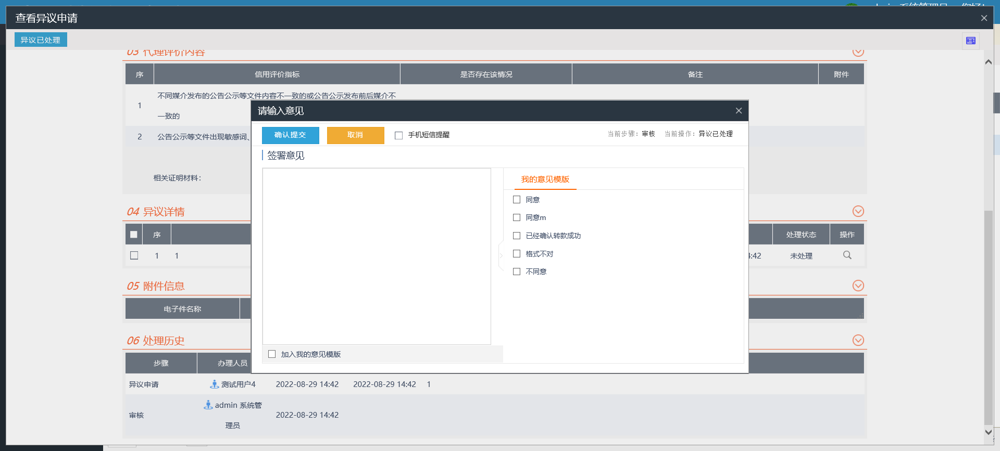 查看异议申请
异议已处理
03 代理评价内容
序 信用评价指标 是否存在该情况 备注 附件
1 不同媒介发布的公告公示等文件内容不一致的或公告公示发布前后媒介不
一致的
2 公告公示等文件出现敏感词、
相关证明材料：
请输入意见
确认提交 取消 手机短信提醒 当前步骤：审核 当前操作：异议已处理
签署意见
我的意见模版
同意
同意m
已经确认转款成功
格式不对
不同意
加入我的意见模版
04 异议详情
序 处理状态 操作
1 1 :42 未处理
05 附件信息
电子件名称
06 处理历史
步骤 办理人员
异议申请 测试用户4 2022-08-29 14:42 2022-08-29 14:42 1
审核 admin 系统管
理员 2022-08-29 14:42